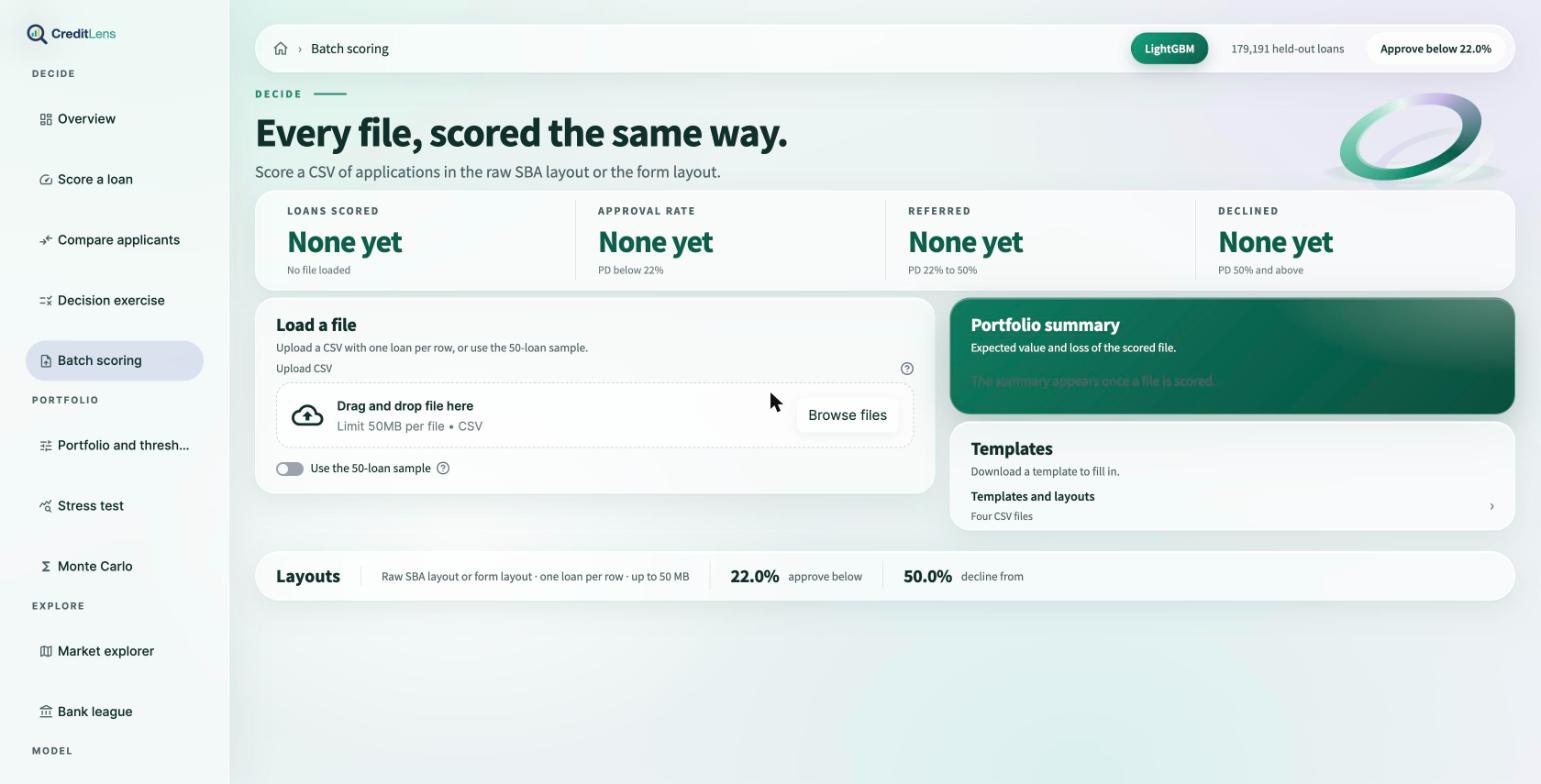 CreditLens
DECIDE
Overview
Score a loan
Compare applicants
Decision exercise
Batch scoring
PORTFOLIO
Portfolio and thresh...
Stress test
Monte Carlo
EXPLORE
Market explorer
Bank league
MODEL
› Batch scoring
LightGBM
179,191 held-out loans
Approve below 22.0%
DECIDE
Every file, scored the same way.
Score a CSV of applications in the raw SBA layout or the form layout.
LOANS SCORED
None yet
No file loaded
APPROVAL RATE
None yet
PD below 22%
REFERRED
None yet
PD 22% to 50%
DECLINED
None yet
PD 50% and above
Load a file
Upload a CSV with one loan per row, or use the 50-loan sample.
Upload CSV
?
Drag and drop file here
Limit 50MB per file • CSV
Browse files
Use the 50-loan sample ?
Portfolio summary
Expected value and loss of the scored file.
The summary appears once a file is scored.
Templates
Download a template to fill in.
Templates and layouts
Four CSV files
›
Layouts
Raw SBA layout or form layout · one loan per row · up to 50 MB
22.0% approve below
50.0% decline from